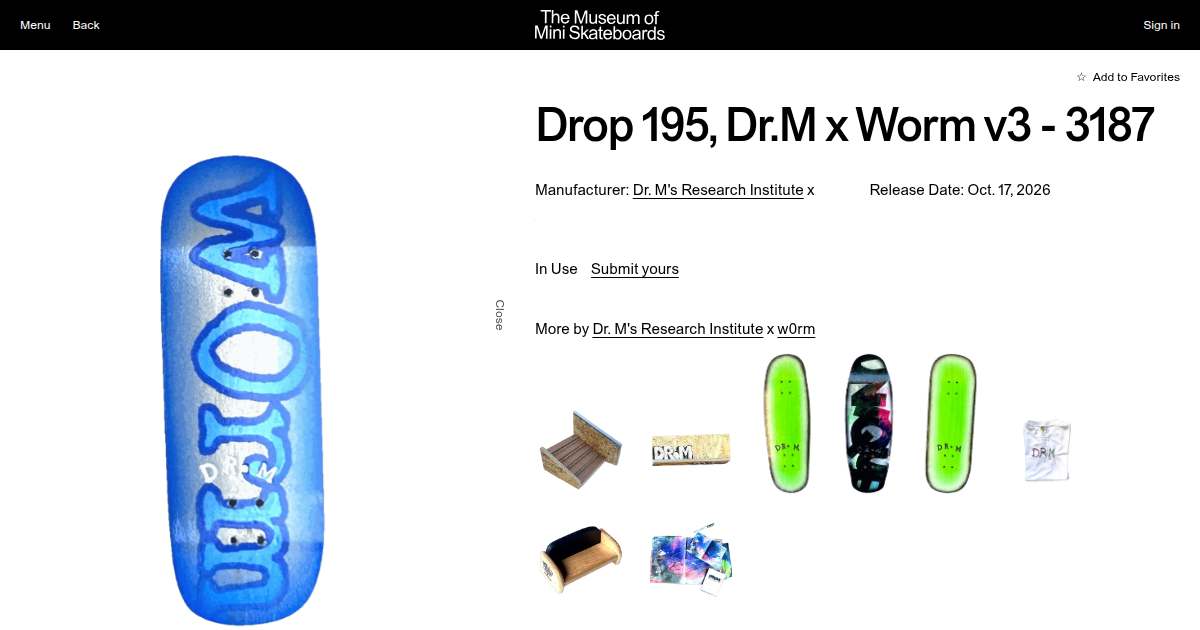 Menu
Back
The Museum of
Mini Skateboards
Sign in
☆ Add to Favorites
Drop 195, Dr.M x Worm v3 - 3187
Manufacturer: Dr. M's Research Institute x
Release Date: Oct. 17, 2026
In Use Submit yours
Close
More by Dr. M's Research Institute x w0rm
WORM
DR.M
DR.M
DR.M
DR.M
DR.M